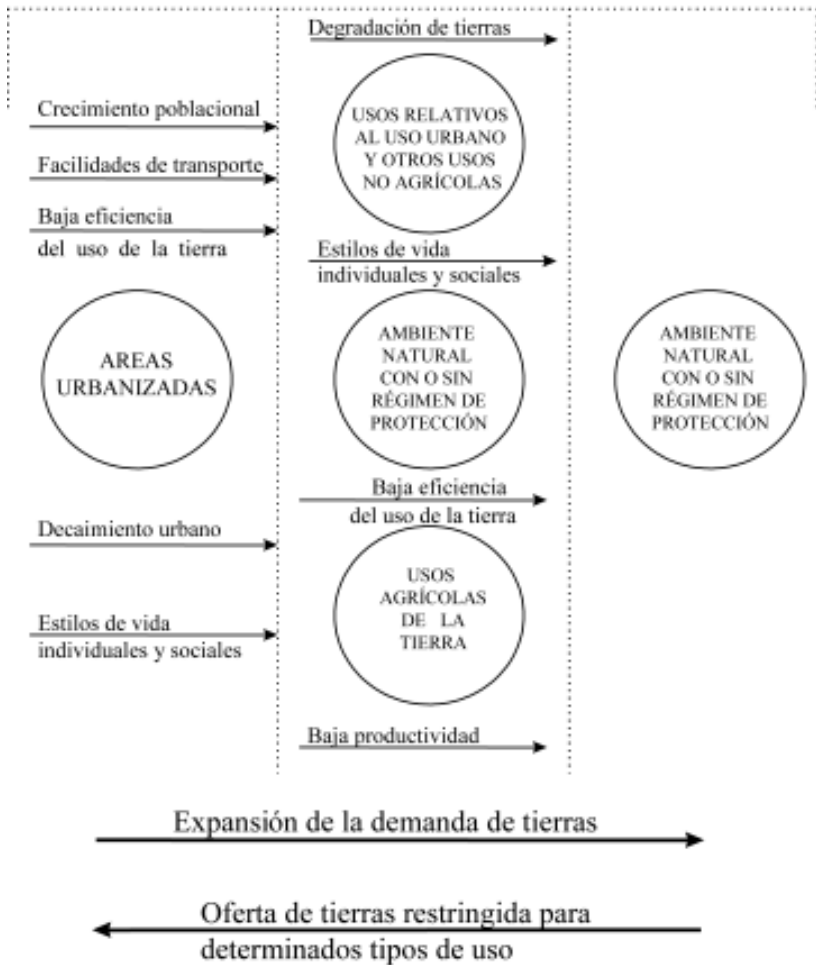 Degradación de tierras
Crecimiento poblacional
Facilidades de transporte
Baja eficiencia
del uso de la tierra
AREAS
URBANIZADAS
Decaimiento urbano
Estilos de vida
individuales y sociales
USOS RELATIVOS
AL USO URBANO
Y OTROS USOS
NO AGRÍCOLAS
Estilos de vida
individuales y sociales
AMBIENTE
NATURAL
CON O SIN
RÉGIMEN DE
PROTECCIÓN
Baja eficiencia
del uso de la tierra
USOS
AGRÍCOLAS
DE LA
TIERRA
Baja productividad
AMBIENTE
NATURAL
CON O SIN
RÉGIMEN DE
PROTECCIÓN
Expansión de la demanda de tierras
Oferta de tierras restringida para
determinados tipos de uso